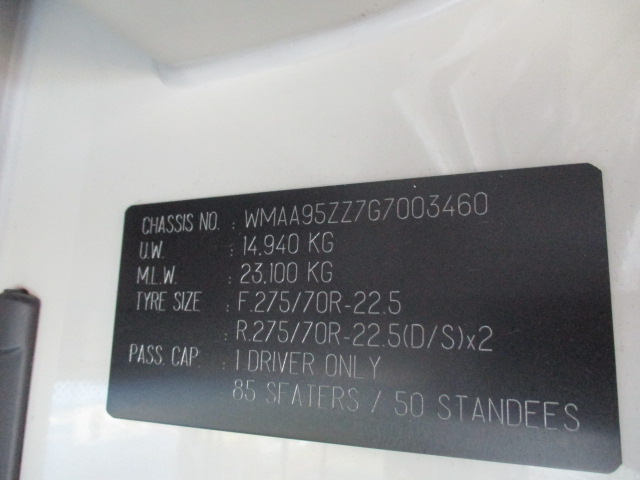 CHASSIS NO. : WMAA95ZZ7G7003460
U.W. : 14,940 KG
M.L.W. : 23,100 KG
TYRE SIZE : F.275/70R-22.5
: R.275/70R-22.5(D/S)x2
PASS. CAP. : 1 DRIVER ONLY
85 SEATERS / 50 STANDEES